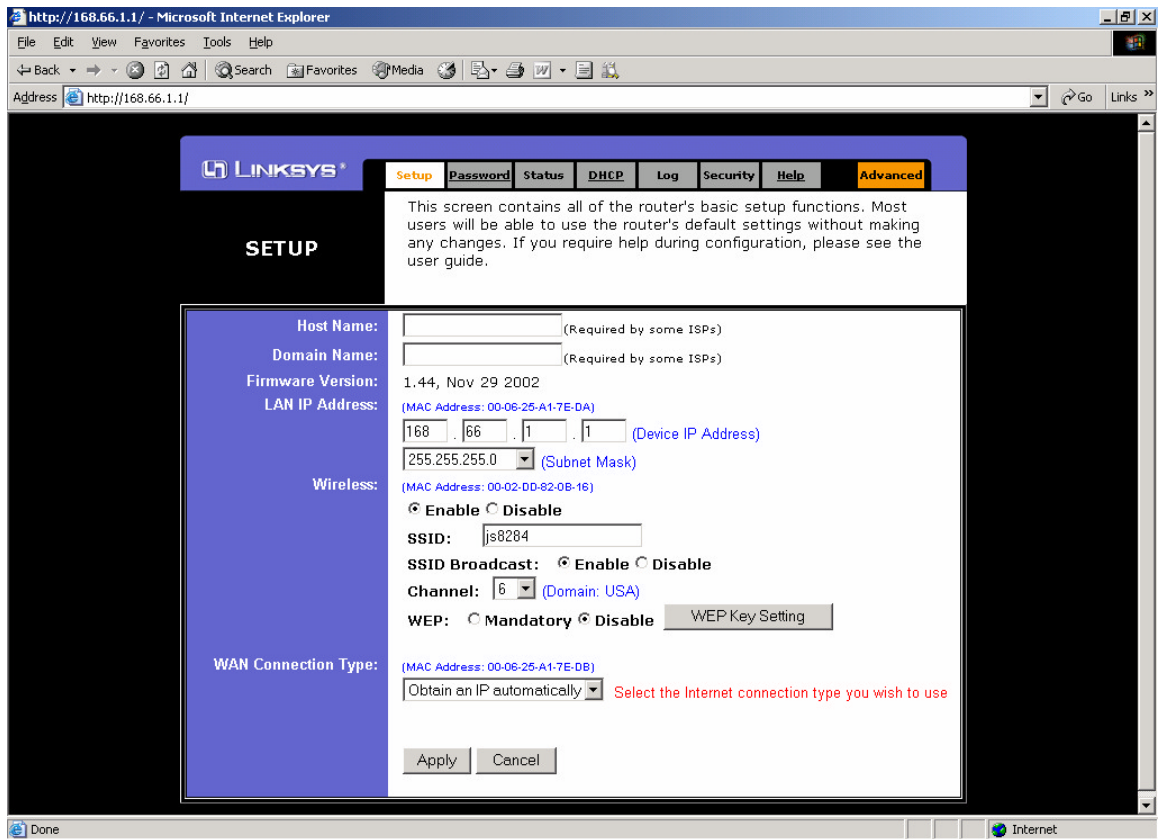 http://168.66.1.1/ - Microsoft Internet Explorer
File Edit View Favorites Tools Help
Back Search Favorites Media
Address http://168.66.1.1/ Go Links »
LINKSYS®
Setup Password Status DHCP Log Security Help Advanced
SETUP
This screen contains all of the router's basic setup functions. Most
users will be able to use the router's default settings without making
any changes. If you require help during configuration, please see the
user guide.
Host Name: (Required by some ISPs)
Domain Name: (Required by some ISPs)
Firmware Version: 1.44, Nov 29 2002
LAN IP Address: (MAC Address: 00-06-25-A1-7E-DA)
168 . 66 . 1 . 1 (Device IP Address)
255.255.255.0 (Subnet Mask)
Wireless: (MAC Address: 00-02-DD-82-0B-16)
Enable Disable
SSID: js8284
SSID Broadcast: Enable Disable
Channel: 6 (Domain: USA)
WEP: Mandatory Disable WEP Key Setting
WAN Connection Type: (MAC Address: 00-06-25-A1-7E-DB)
Obtain an IP automatically Select the Internet connection type you wish to use
Apply Cancel
Done Internet